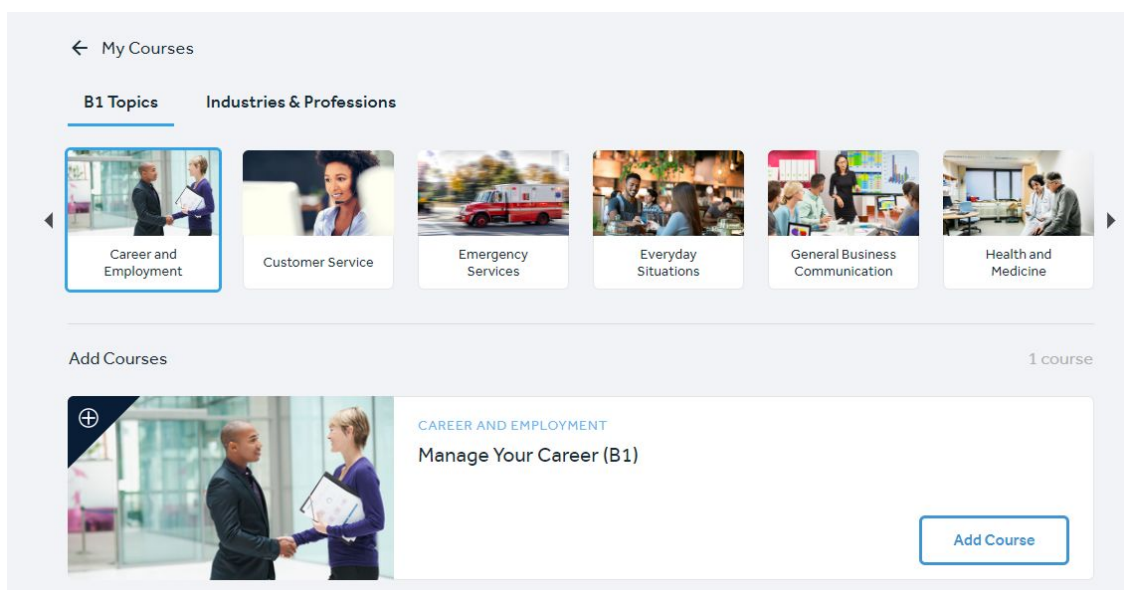 My Courses
B1 Topics Industries & Professions
Career and
Employment
Customer Service
Emergency
Services
Everyday
Situations
General Business
Communication
Health and
Medicine
Add Courses 1 course
CAREER AND EMPLOYMENT
Manage Your Career (B1)
Add Course